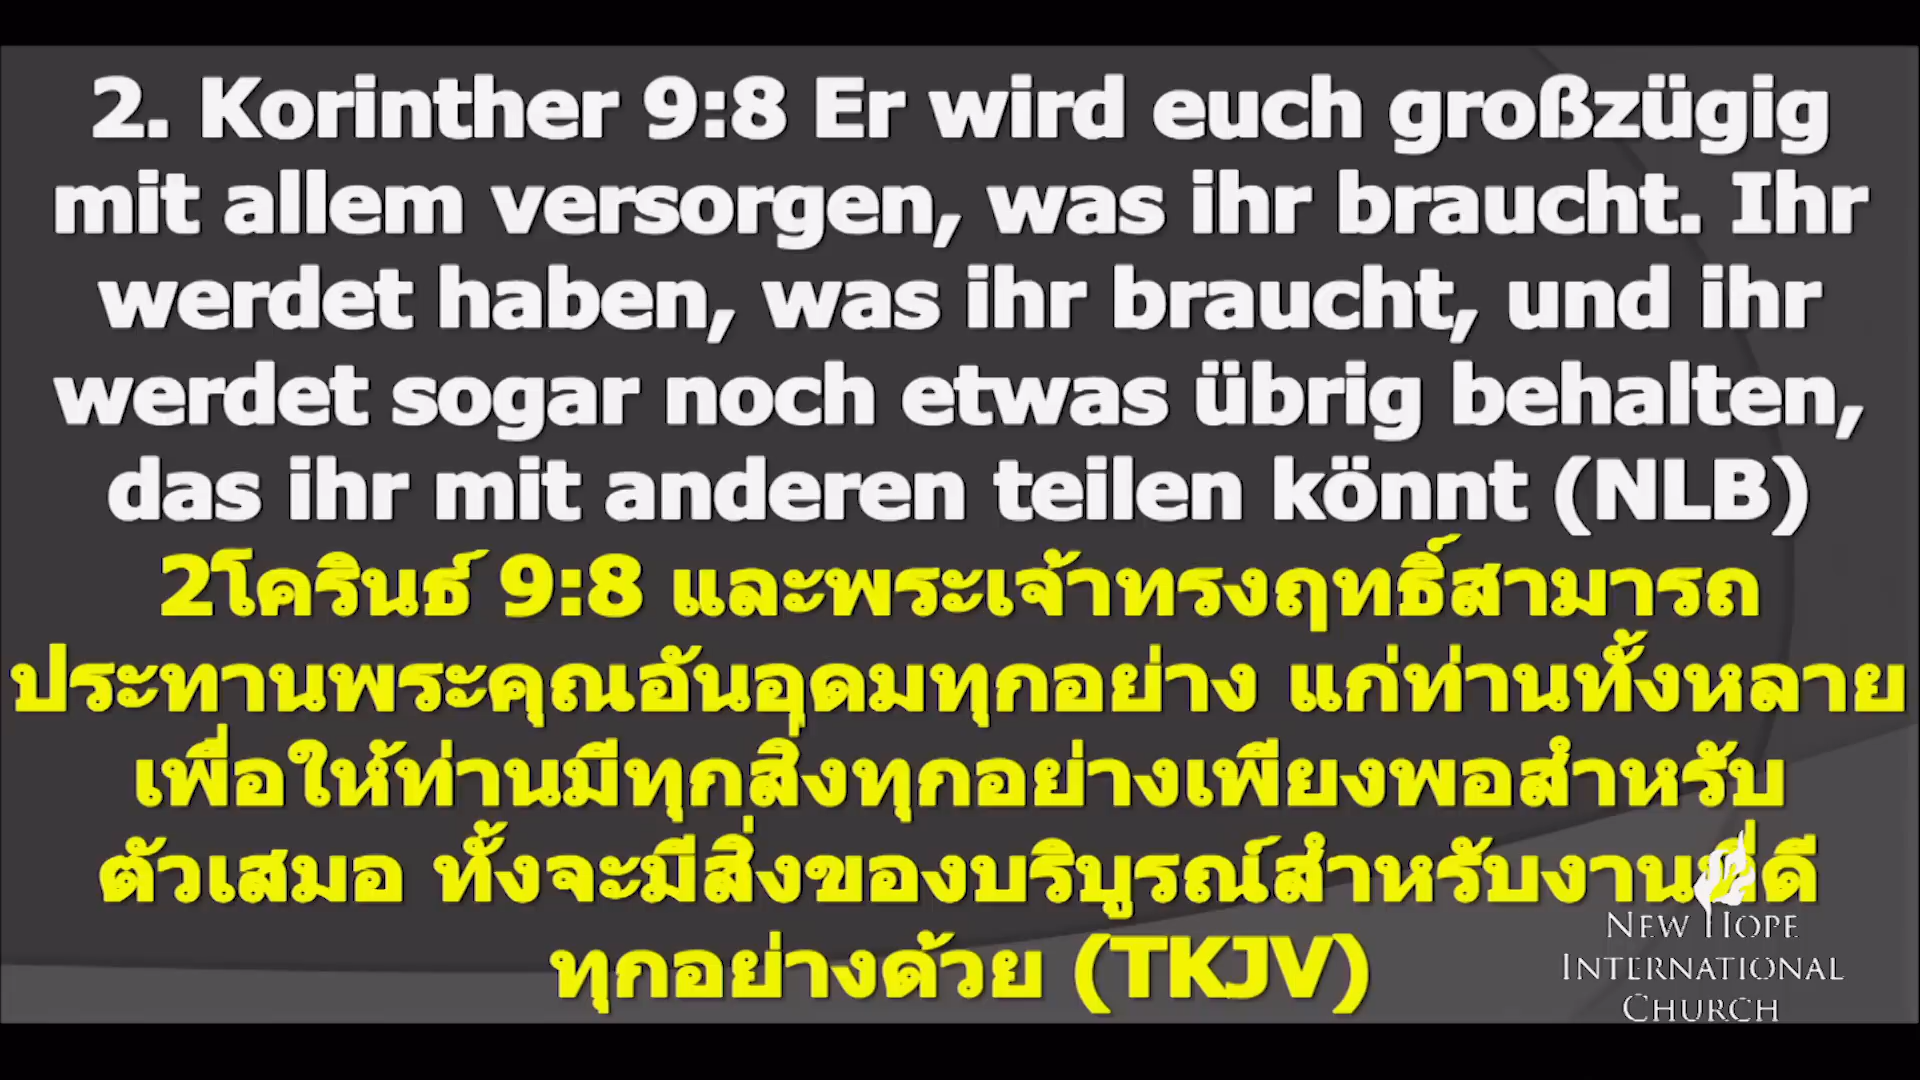 2. Korinther 9:8 Er wird euch großzügig
mit allem versorgen, was ihr braucht. Ihr
werdet haben, was ihr braucht, und ihr
werdet sogar noch etwas übrig behalten,
das ihr mit anderen teilen könnt (NLB)
2โครินธ์ 9:8 และพระเจ้าทรงฤทธิ์สามารถ
ประทานพระคุณอันอุดมทุกอย่าง แก่ท่านทั้งหลาย
เพื่อให้ท่านมีทุกสิ่งทุกอย่างเพียงพอสำหรับ
ตัวเสมอ ทั้งจะมีสิ่งของบริบูรณ์สำหรับงานที่ดี
ทุกอย่างด้วย (TKJV)
NEW HOPE
INTERNATIONAL
CHURCH